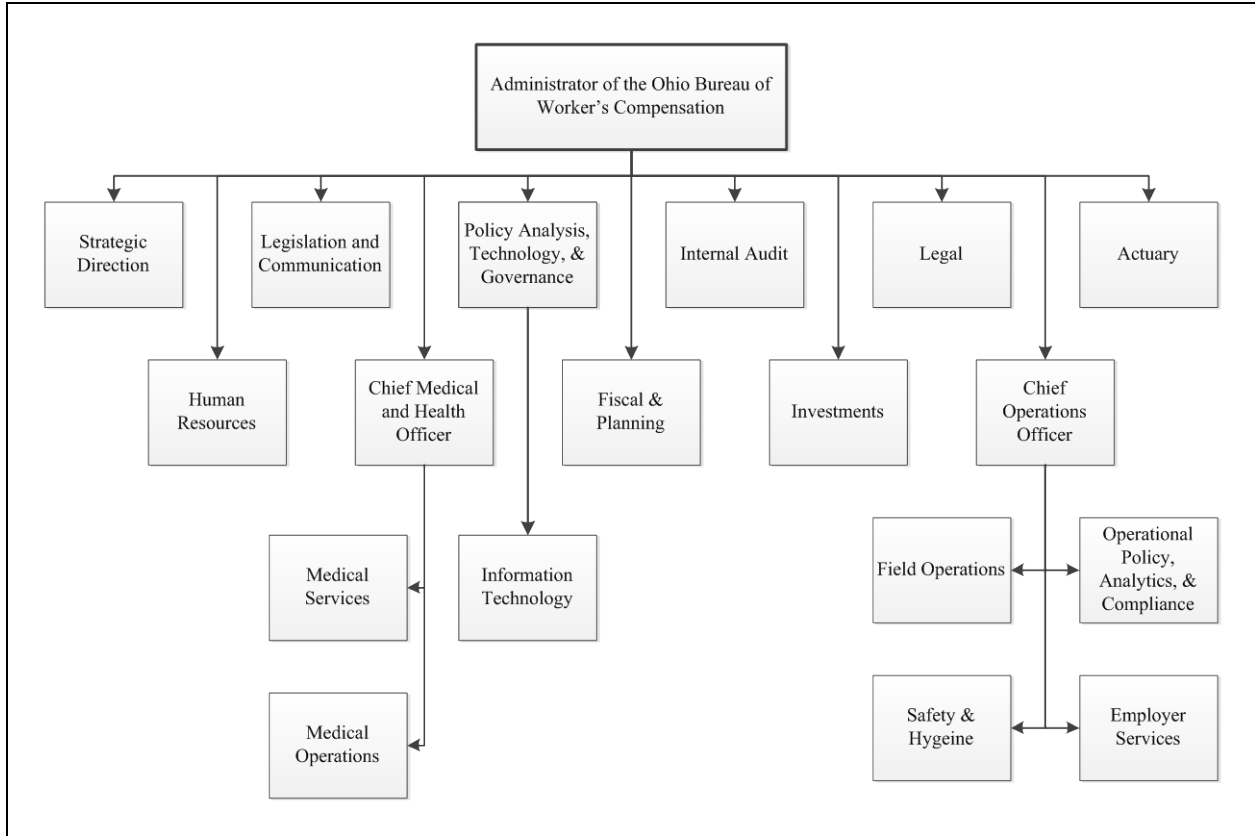 Administrator of the Ohio Bureau of
Worker's Compensation
Strategic
Direction
Legislation and
Communication
Policy Analysis,
Technology, &
Governance
Internal Audit
Legal
Actuary
Human
Resources
Chief Medical
and Health
Officer
Fiscal &
Planning
Investments
Chief
Operations
Officer
Medical
Services
Information
Technology
Field Operations
Operational
Policy,
Analytics, &
Compliance
Medical
Operations
Safety &
Hygeine
Employer
Services